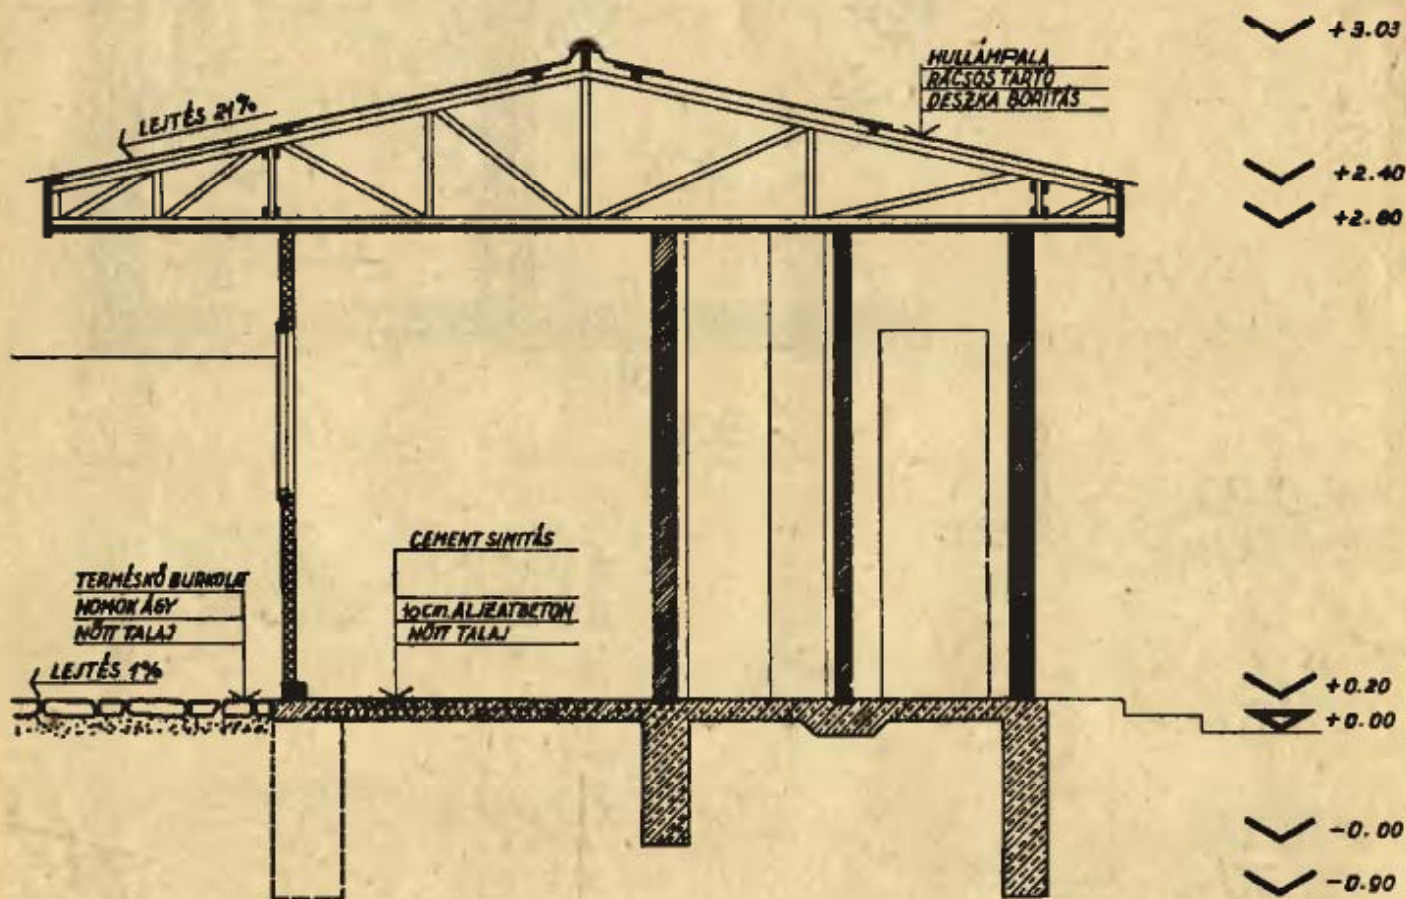 +3.03
HULLÁMPALA
RÁCSOS TARTÓ
DESZKA BORÍTÁS
LEJTÉS 21%
+2.40
+2.80
CEMENT SIMITÁS
TERMÉSKŐ BURKOLAT
HOMOK ÁGY
NŐTT TALAJ
10cm ALJZATBETON
NŐTT TALAJ
LEJTÉS 1%
+0.20
+0.00
-0.00
-0.90